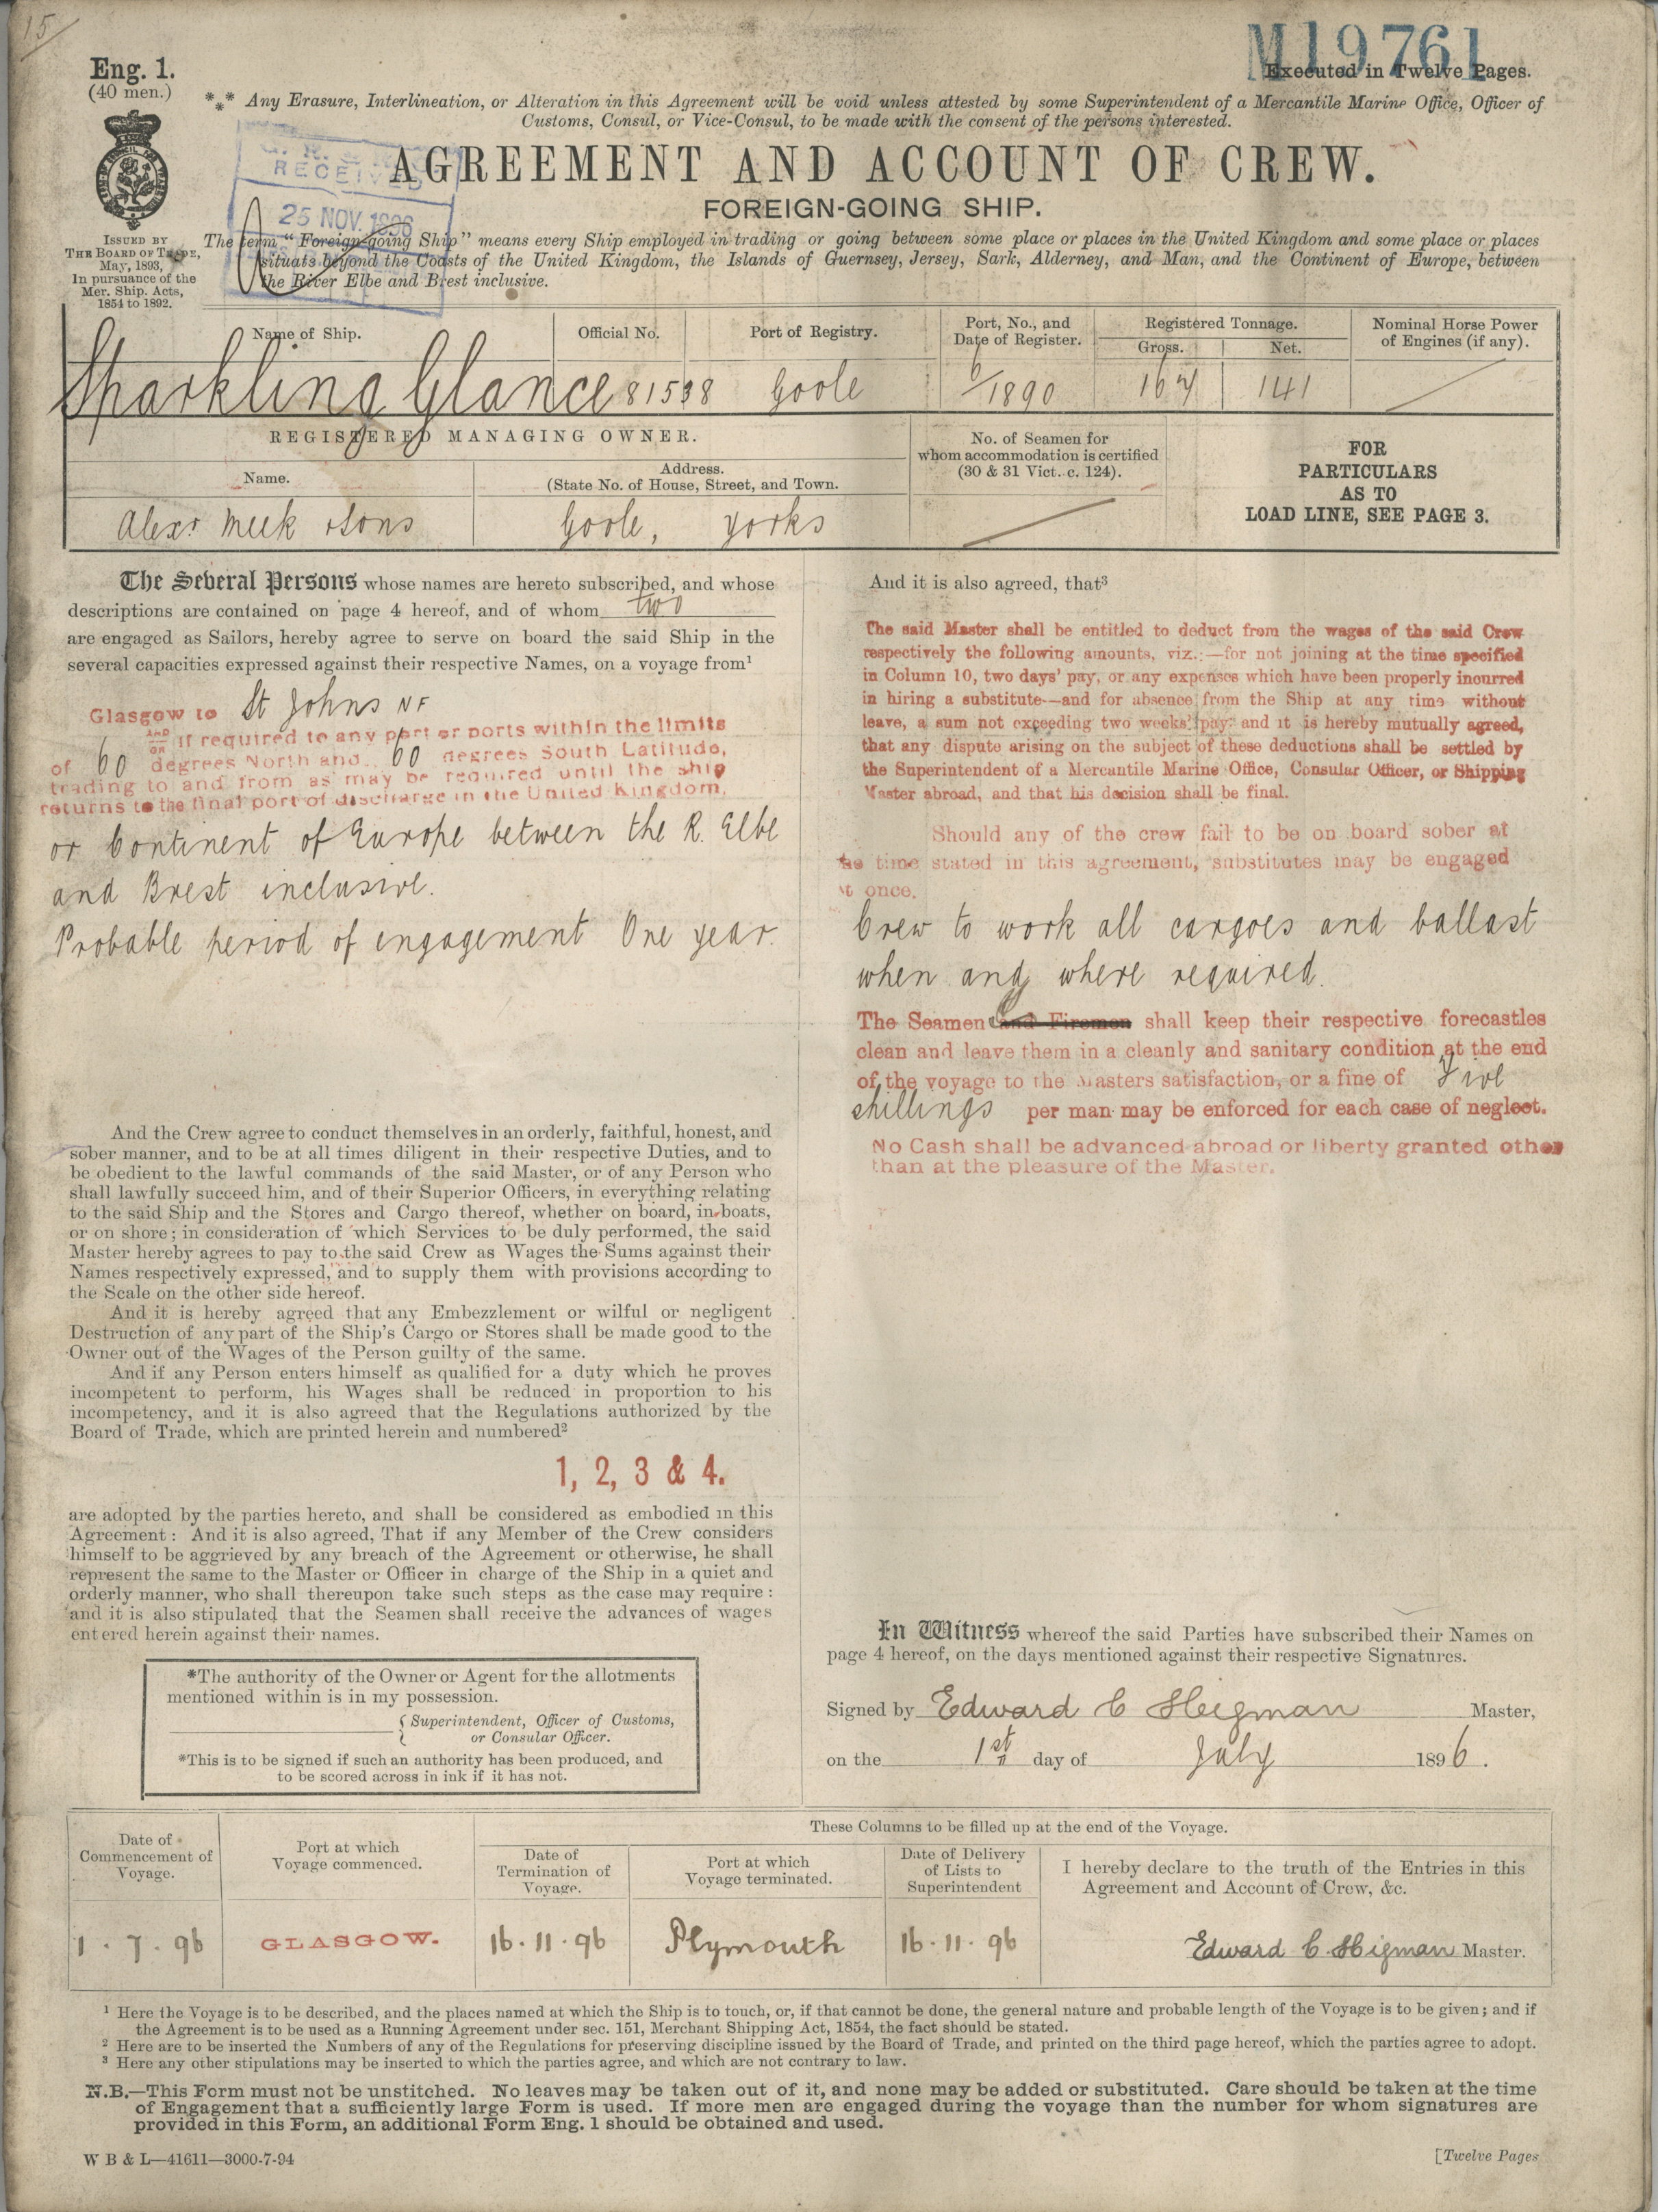 15
M19761
Eng. 1.
(40 men.)
Executed in Twelve Pages.
*** Any Erasure, Interlineation, or Alteration in this Agreement will be void unless attested by some Superintendent of a Mercantile Marine Office, Officer of
Customs, Consul, or Vice-Consul, to be made with the consent of the persons interested.
RECEIVED
25 NOV. 1896
AGREEMENT AND ACCOUNT OF CREW.
FOREIGN-GOING SHIP.
ISSUED BY
THE BOARD OF TRADE,
May, 1893,
In pursuance of the
Mer. Ship. Acts,
1854 to 1892.
The term "Foreign-going Ship" means every Ship employed in trading or going between some place or places in the United Kingdom and some place or places
situate beyond the Coasts of the United Kingdom, the Islands of Guernsey, Jersey, Sark, Alderney, and Man, and the Continent of Europe, between
the River Elbe and Brest inclusive.
Name of Ship.
Official No.
Port of Registry.
Port, No., and
Date of Register.
Registered Tonnage.
Gross.
Net.
Nominal Horse Power
of Engines (if any).
Sparkling Glance 81538 Goole 6/1890 167 141
REGISTERED MANAGING OWNER.
Name.
Address.
(State No. of House, Street, and Town.
No. of Seamen for
whom accommodation is certified
(30 & 31 Vict. c. 124).
FOR
PARTICULARS
AS TO
LOAD LINE, SEE PAGE 3.
Alexr Meek & Sons Goole, Yorks
The Several Persons whose names are hereto subscribed, and whose
descriptions are contained on page 4 hereof, and of whom two
are engaged as Sailors, hereby agree to serve on board the said Ship in the
several capacities expressed against their respective Names, on a voyage from¹
Glasgow to St Johns NF
AND OR if required to any port or ports within the limits
of 60 degrees North and 60 degrees South Latitude,
trading to and from as may be required until the ship
returns to the final port of discharge in the United Kingdom,
or Continent of Europe between the R. Elbe
and Brest inclusive.
Probable period of engagement One year.
And the Crew agree to conduct themselves in an orderly, faithful, honest, and
sober manner, and to be at all times diligent in their respective Duties, and to
be obedient to the lawful commands of the said Master, or of any Person who
shall lawfully succeed him, and of their Superior Officers, in everything relating
to the said Ship and the Stores and Cargo thereof, whether on board, in boats,
or on shore; in consideration of which Services to be duly performed, the said
Master hereby agrees to pay to the said Crew as Wages the Sums against their
Names respectively expressed, and to supply them with provisions according to
the Scale on the other side hereof.
And it is hereby agreed that any Embezzlement or wilful or negligent
Destruction of any part of the Ship's Cargo or Stores shall be made good to the
Owner out of the Wages of the Person guilty of the same.
And if any Person enters himself as qualified for a duty which he proves
incompetent to perform, his Wages shall be reduced in proportion to his
incompetency, and it is also agreed that the Regulations authorized by the
Board of Trade, which are printed herein and numbered²
1, 2, 3 & 4.
are adopted by the parties hereto, and shall be considered as embodied in this
Agreement: And it is also agreed, That if any Member of the Crew considers
himself to be aggrieved by any breach of the Agreement or otherwise, he shall
represent the same to the Master or Officer in charge of the Ship in a quiet and
orderly manner, who shall thereupon take such steps as the case may require:
and it is also stipulated that the Seamen shall receive the advances of wages
entered herein against their names.
*The authority of the Owner or Agent for the allotments
mentioned within is in my possession.
Superintendent, Officer of Customs,
or Consular Officer.
*This is to be signed if such an authority has been produced, and
to be scored across in ink if it has not.
And it is also agreed, that³
The said Master shall be entitled to deduct from the wages of the said Crew
respectively the following amounts, viz.:—for not joining at the time specified
in Column 10, two days' pay, or any expenses which have been properly incurred
in hiring a substitute—and for absence from the Ship at any time without
leave, a sum not exceeding two weeks' pay: and it is hereby mutually agreed,
that any dispute arising on the subject of these deductions shall be settled by
the Superintendent of a Mercantile Marine Office, Consular Officer, or Shipping
Master abroad, and that his decision shall be final.
Should any of the crew fail to be on board sober at
he time stated in this agreement, substitutes may be engaged
at once.
Crew to work all cargoes and ballast
when and where required.
The Seamen and Firemen shall keep their respective forecastles
clean and leave them in a cleanly and sanitary condition at the end
of the voyage to the Masters satisfaction, or a fine of Five
shillings per man may be enforced for each case of neglect.
No Cash shall be advanced abroad or liberty granted other
than at the pleasure of the Master.
In Witness whereof the said Parties have subscribed their Names on
page 4 hereof, on the days mentioned against their respective Signatures.
Signed by Edward C Higman Master,
on the 1st day of July 1896.
Date of
Commencement of
Voyage.
Port at which
Voyage commenced.
These Columns to be filled up at the end of the Voyage.
Date of
Termination of
Voyage.
Port at which
Voyage terminated.
Date of Delivery
of Lists to
Superintendent
I hereby declare to the truth of the Entries in this
Agreement and Account of Crew, &c.
1.7.96 GLASGOW. 16.11.96 Plymouth 16.11.96 Edward C. Higman Master.
¹ Here the Voyage is to be described, and the places named at which the Ship is to touch, or, if that cannot be done, the general nature and probable length of the Voyage is to be given; and if
the Agreement is to be used as a Running Agreement under sec. 151, Merchant Shipping Act, 1854, the fact should be stated.
² Here are to be inserted the Numbers of any of the Regulations for preserving discipline issued by the Board of Trade, and printed on the third page hereof, which the parties agree to adopt.
³ Here any other stipulations may be inserted to which the parties agree, and which are not contrary to law.
N.B.—This Form must not be unstitched. No leaves may be taken out of it, and none may be added or substituted. Care should be taken at the time
of Engagement that a sufficiently large Form is used. If more men are engaged during the voyage than the number for whom signatures are
provided in this Form, an additional Form Eng. 1 should be obtained and used.
W B & L—41611—3000-7-94
[Twelve Pages